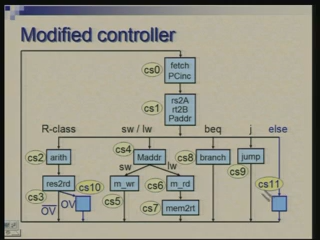 Modified controller
cs0
fetch
PCinc
cs1
rs2A
rt2B
Paddr
R-class sw / lw beq j else
cs2 arith
cs4 Maddr
cs8 branch
jump
cs9
sw lw
res2rd
cs3
cs10
m_wr
cs5
cs6 m_rd
cs11
OV OV
cs7 mem2rt